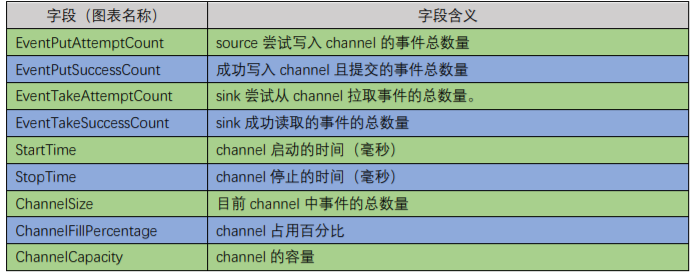 字段（图表名称） 字段含义
EventPutAttemptCount source 尝试写入 channel 的事件总数量
EventPutSuccessCount 成功写入 channel 且提交的事件总数量
EventTakeAttemptCount sink 尝试从 channel 拉取事件的总数量。
EventTakeSuccessCount sink 成功读取的事件的总数量
StartTime channel 启动的时间（毫秒）
StopTime channel 停止的时间（毫秒）
ChannelSize 目前 channel 中事件的总数量
ChannelFillPercentage channel 占用百分比
ChannelCapacity channel 的容量